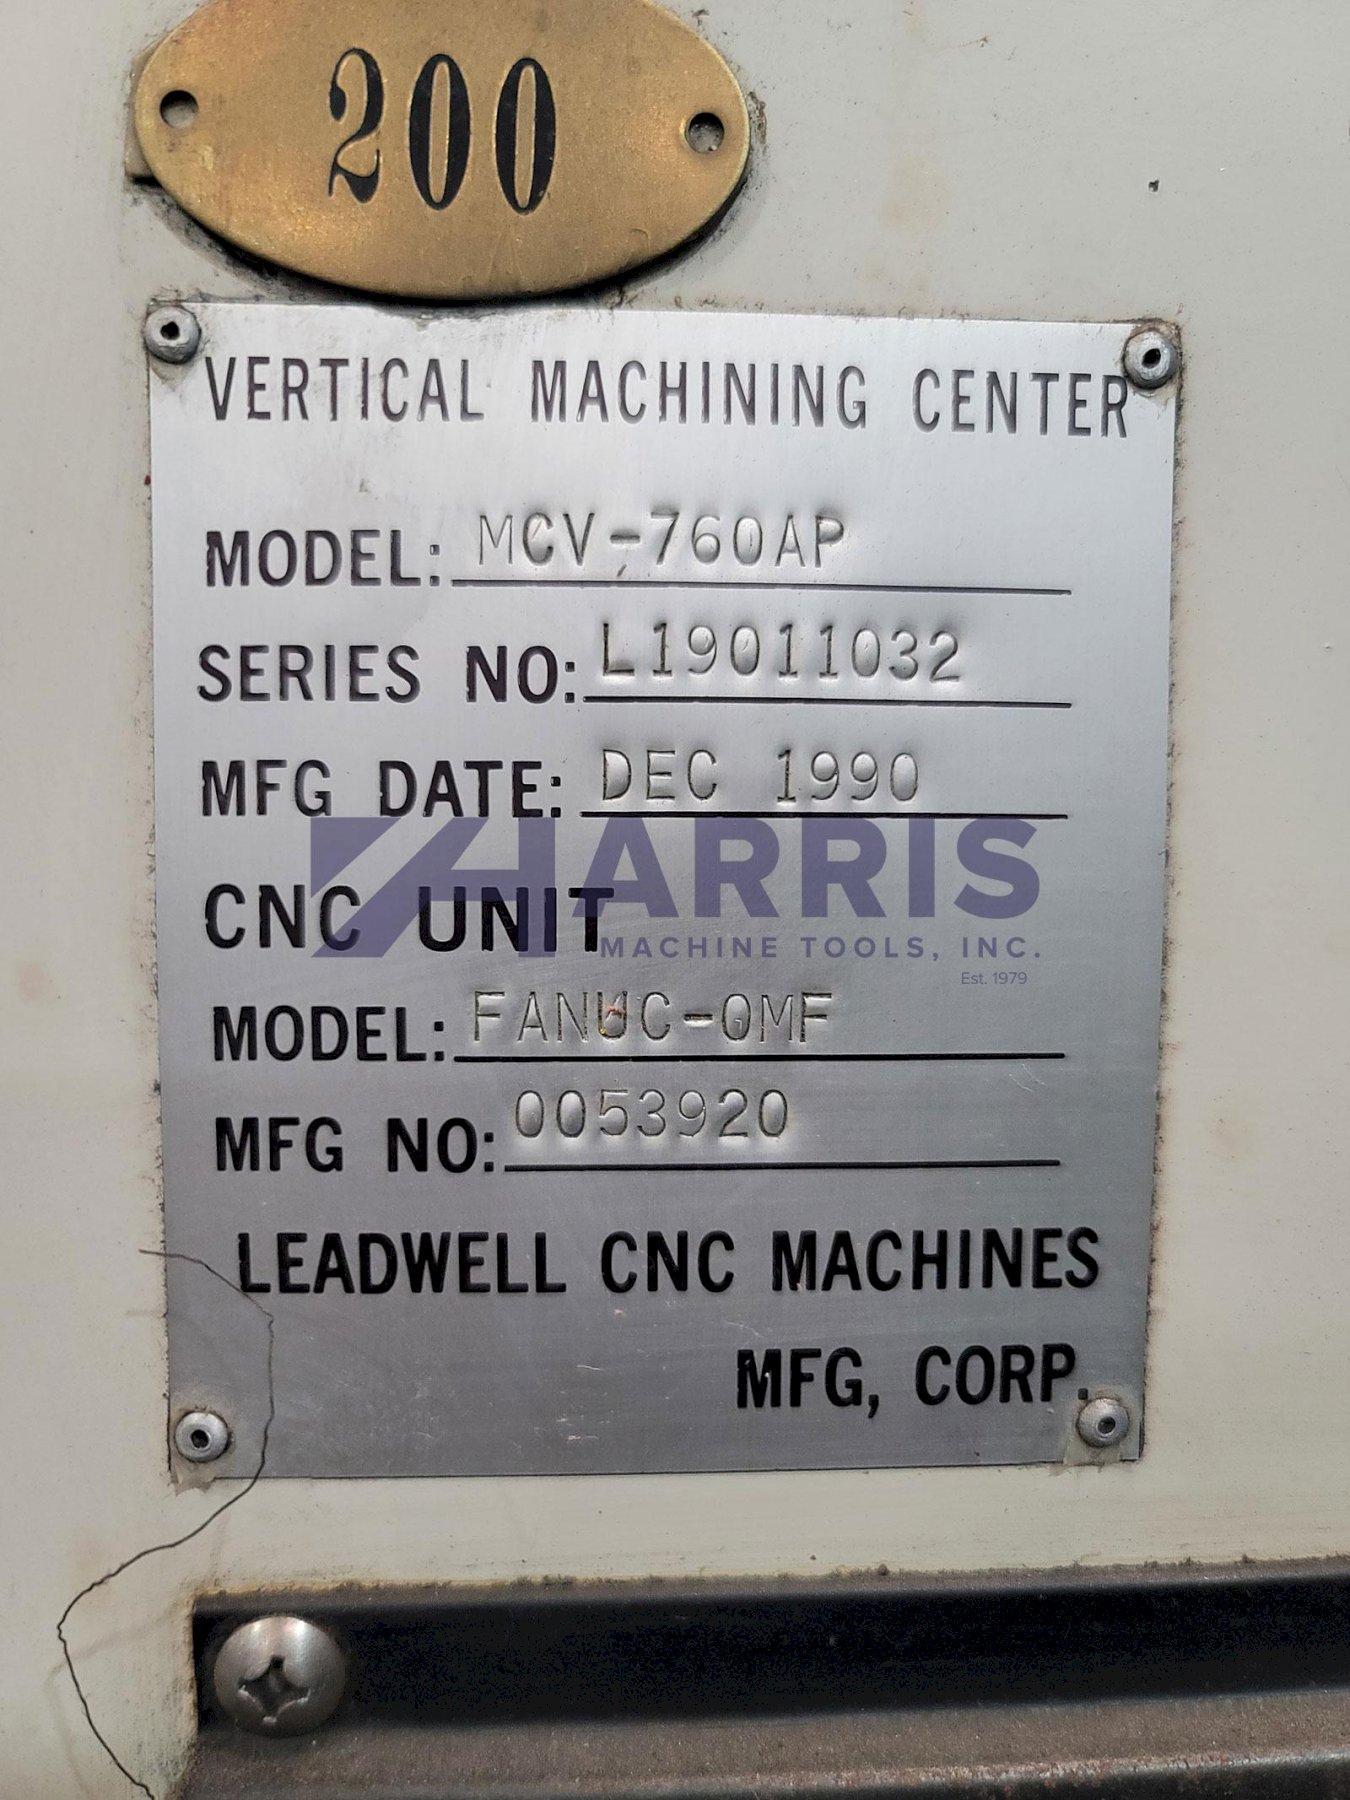 200
VERTICAL MACHINING CENTER
MODEL: MCV-760AP
SERIES NO: L19011032
MFG DATE: DEC 1990
HARRIS
CNC UNIT
MACHINE TOOLS, INC.
Est. 1979
MODEL: FANUC-0MF
MFG NO: 0053920
LEADWELL CNC MACHINES
MFG, CORP.